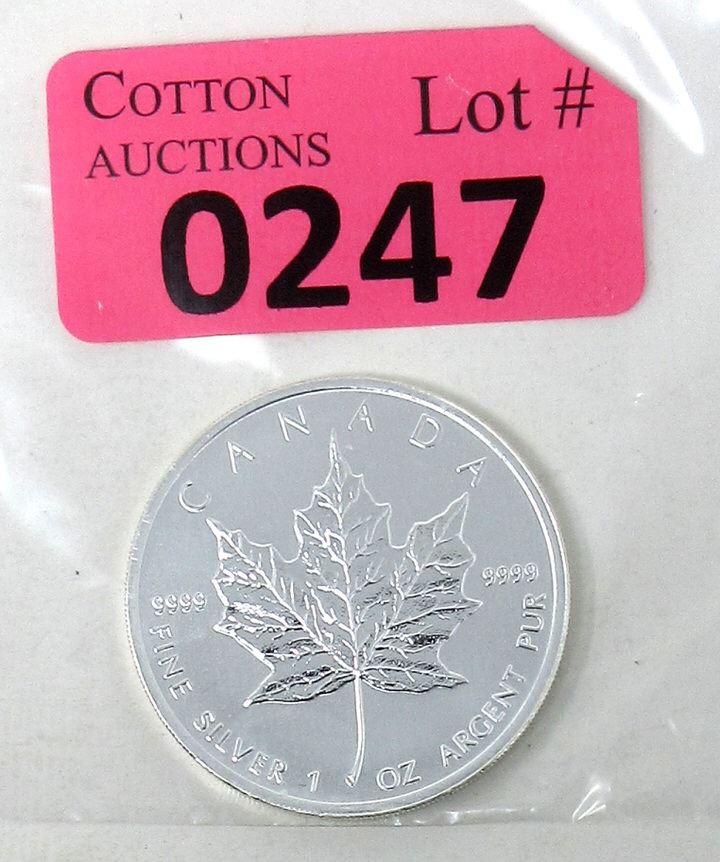 COTTON
AUCTIONS
Lot #
0247
CANADA
9999
9999
FINE SILVER 1 OZ ARGENT PUR